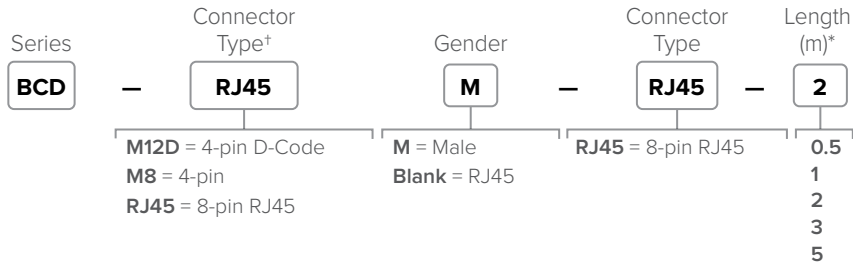 Series
Connector
Type†
Gender
Connector
Type
Length
(m)*
BCD – RJ45 M – RJ45 – 2
M12D = 4-pin D-Code
M8 = 4-pin
RJ45 = 8-pin RJ45
M = Male
Blank = RJ45
RJ45 = 8-pin RJ45
0.5
1
2
3
5